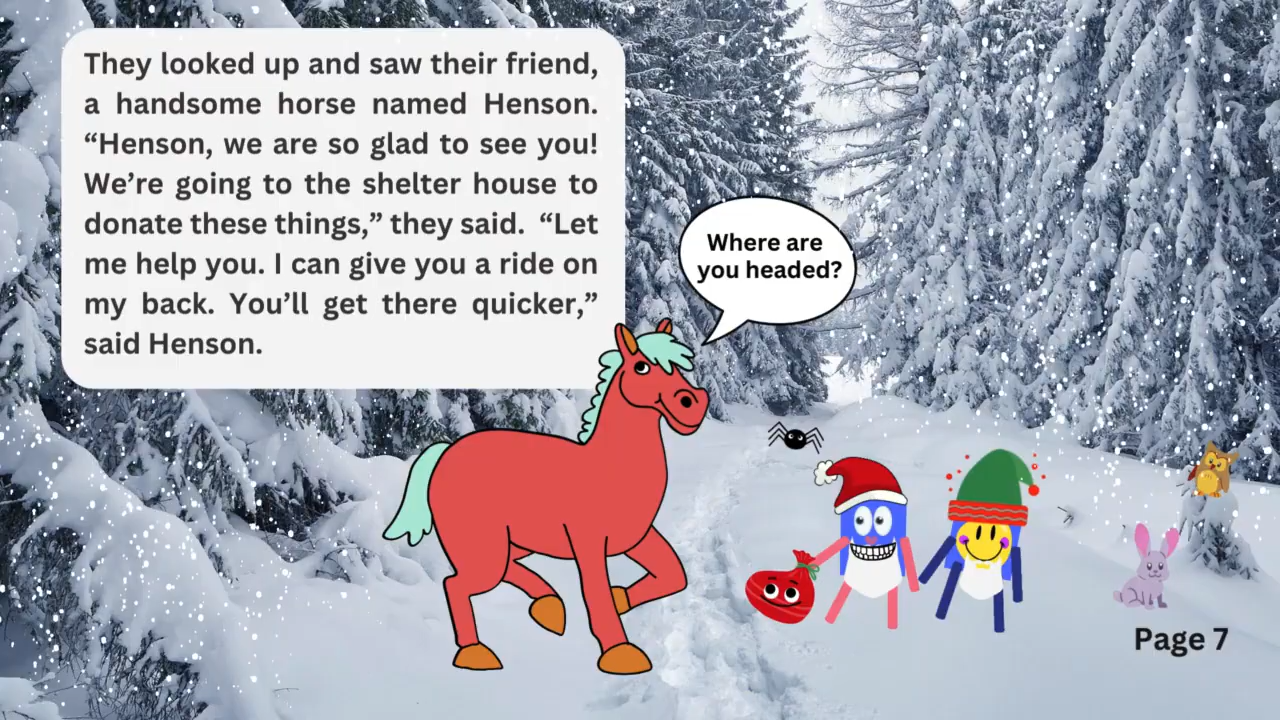 They looked up and saw their friend,
a handsome horse named Henson.
“Henson, we are so glad to see you!
We’re going to the shelter house to
donate these things,” they said. “Let
me help you. I can give you a ride on
my back. You’ll get there quicker,”
said Henson.
Where are
you headed?
Page 7